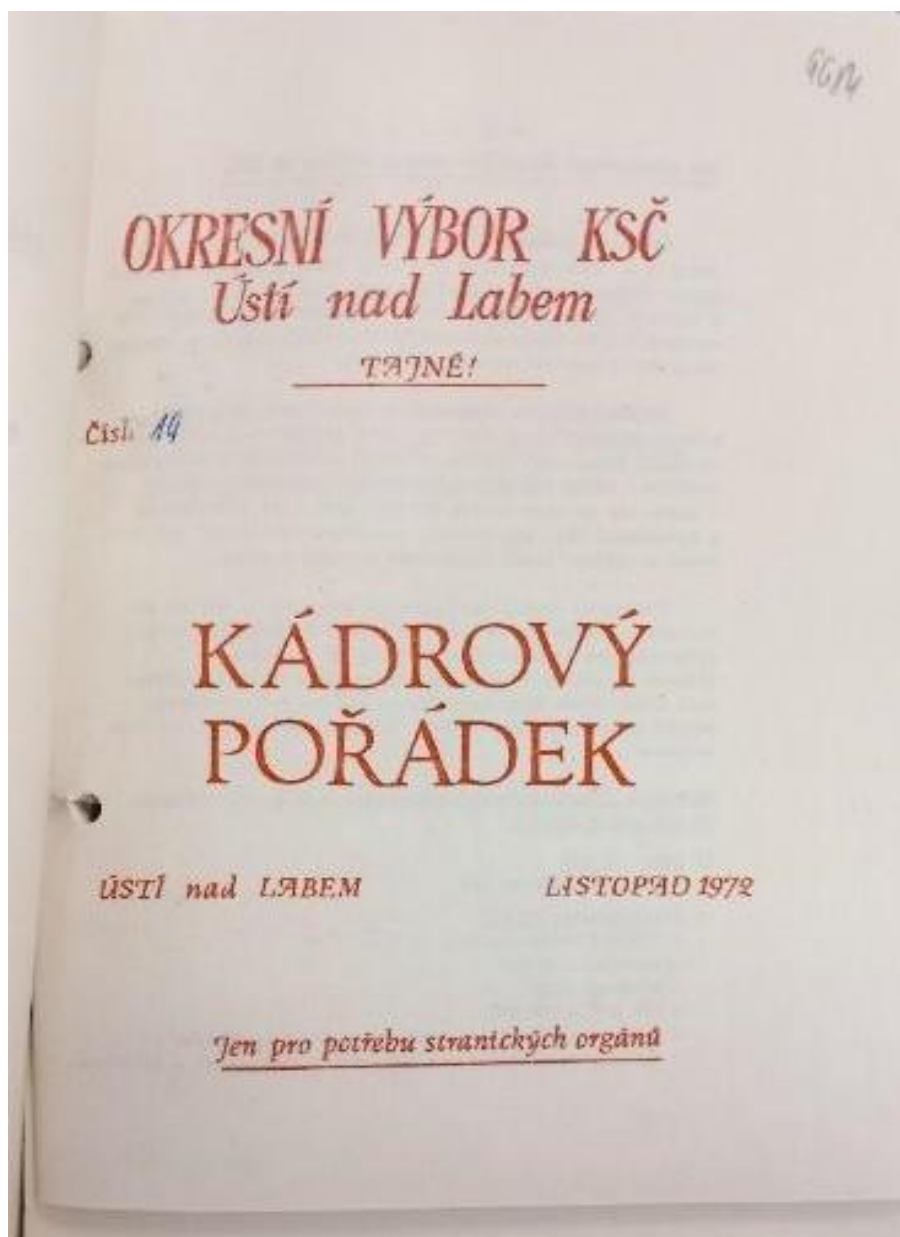 OKRESNÍ VÝBOR KSČ
Ústí nad Labem
TAJNÉ!
Čísl. 14
KÁDROVÝ
POŘÁDEK
ÚSTÍ nad LABEM LISTOPAD 1972
Jen pro potřebu stranických orgánů